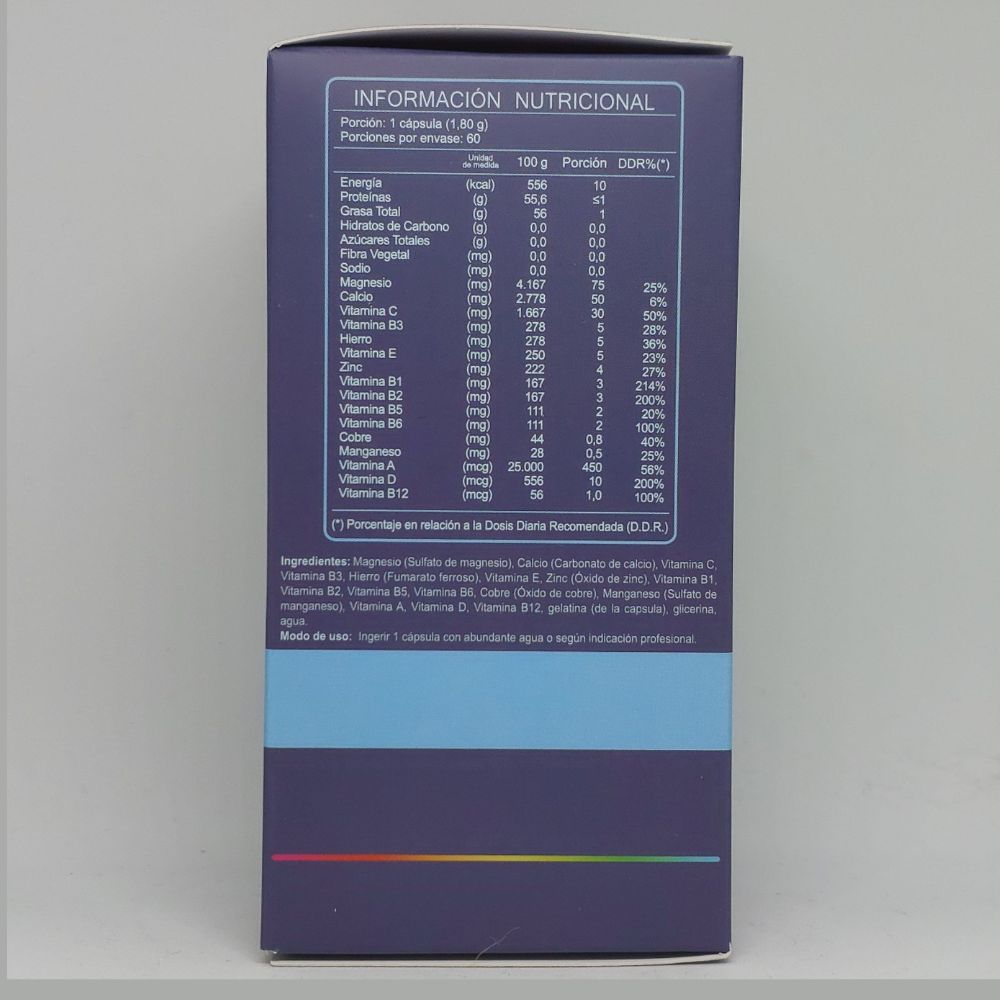 INFORMACIÓN NUTRICIONAL
Porción: 1 cápsula (1,80 g)
Porciones por envase: 60
Unidad de medida 100 g Porción DDR%(*)
Energía (kcal) 556 10
Proteínas (g) 55,6 ≤1
Grasa Total (g) 56 1
Hidratos de Carbono (g) 0,0 0,0
Azúcares Totales (g) 0,0 0,0
Fibra Vegetal (mg) 0,0 0,0
Sodio (mg) 0,0 0,0
Magnesio (mg) 4.167 75 25%
Calcio (mg) 2.778 50 6%
Vitamina C (mg) 1.667 30 50%
Vitamina B3 (mg) 278 5 28%
Hierro (mg) 278 5 36%
Vitamina E (mg) 250 5 23%
Zinc (mg) 222 4 27%
Vitamina B1 (mg) 167 3 214%
Vitamina B2 (mg) 167 3 200%
Vitamina B5 (mg) 111 2 20%
Vitamina B6 (mg) 111 2 100%
Cobre (mg) 44 0,8 40%
Manganeso (mg) 28 0,5 25%
Vitamina A (mcg) 25.000 450 56%
Vitamina D (mcg) 556 10 200%
Vitamina B12 (mcg) 56 1,0 100%
(*) Porcentaje en relación a la Dosis Diaria Recomendada (D.D.R.)
Ingredientes: Magnesio (Sulfato de magnesio), Calcio (Carbonato de calcio), Vitamina C,
Vitamina B3, Hierro (Fumarato ferroso), Vitamina E, Zinc (Óxido de zinc), Vitamina B1,
Vitamina B2, Vitamina B5, Vitamina B6, Cobre (Óxido de cobre), Manganeso (Sulfato de
manganeso), Vitamina A, Vitamina D, Vitamina B12, gelatina (de la capsula), glicerina,
agua.
Modo de uso: Ingerir 1 cápsula con abundante agua o según indicación profesional.